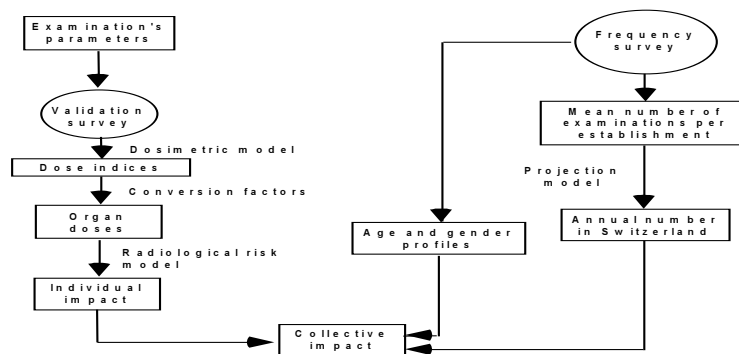 Examination's
parameters
Validation
survey
Dosimetric model
Dose indices
Conversion factors
Organ
doses
Radiological risk
model
Individual
impact
Frequency
survey
Mean number of
examinations per
establishment
Projection
model
Annual number
in Switzerland
Age and gender
profiles
Collective
impact